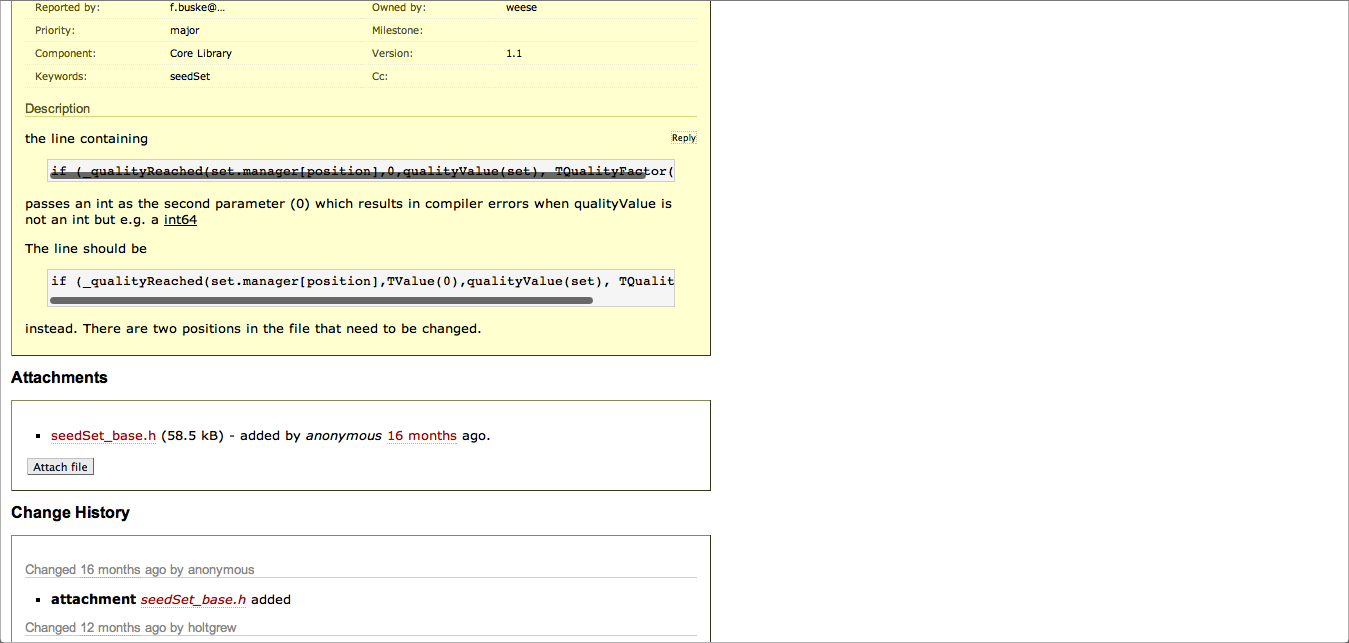 Reported by: f.buske@... Owned by: weese
Priority: major Milestone:
Component: Core Library Version: 1.1
Keywords: seedSet Cc:
Description
the line containing Reply
if (_qualityReached(set.manager[position],0,qualityValue(set), TQualityFactor(
passes an int as the second parameter (0) which results in compiler errors when qualityValue is
not an int but e.g. a int64
The line should be
if (_qualityReached(set.manager[position],TValue(0),qualityValue(set), TQualit
instead. There are two positions in the file that need to be changed.
Attachments
seedSet_base.h (58.5 kB) - added by anonymous 16 months ago.
Attach file
Change History
Changed 16 months ago by anonymous
attachment seedSet_base.h added
Changed 12 months ago by holtgrew